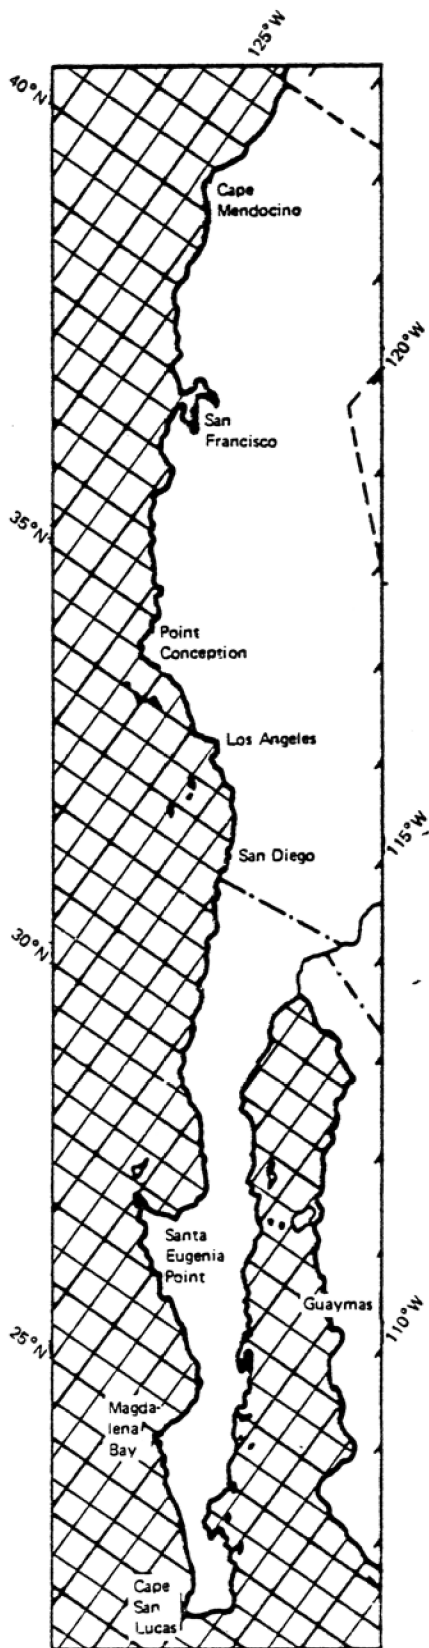 125°W
40°N
Cape
Mendocino
120°W
San
Francisco
35°N
Point
Conception
Los Angeles
115°W
San Diego
30°N
Santa
Eugenia
Point
Guaymas
110°W
25°N
Magda-
lena
Bay
Cape
San
Lucas